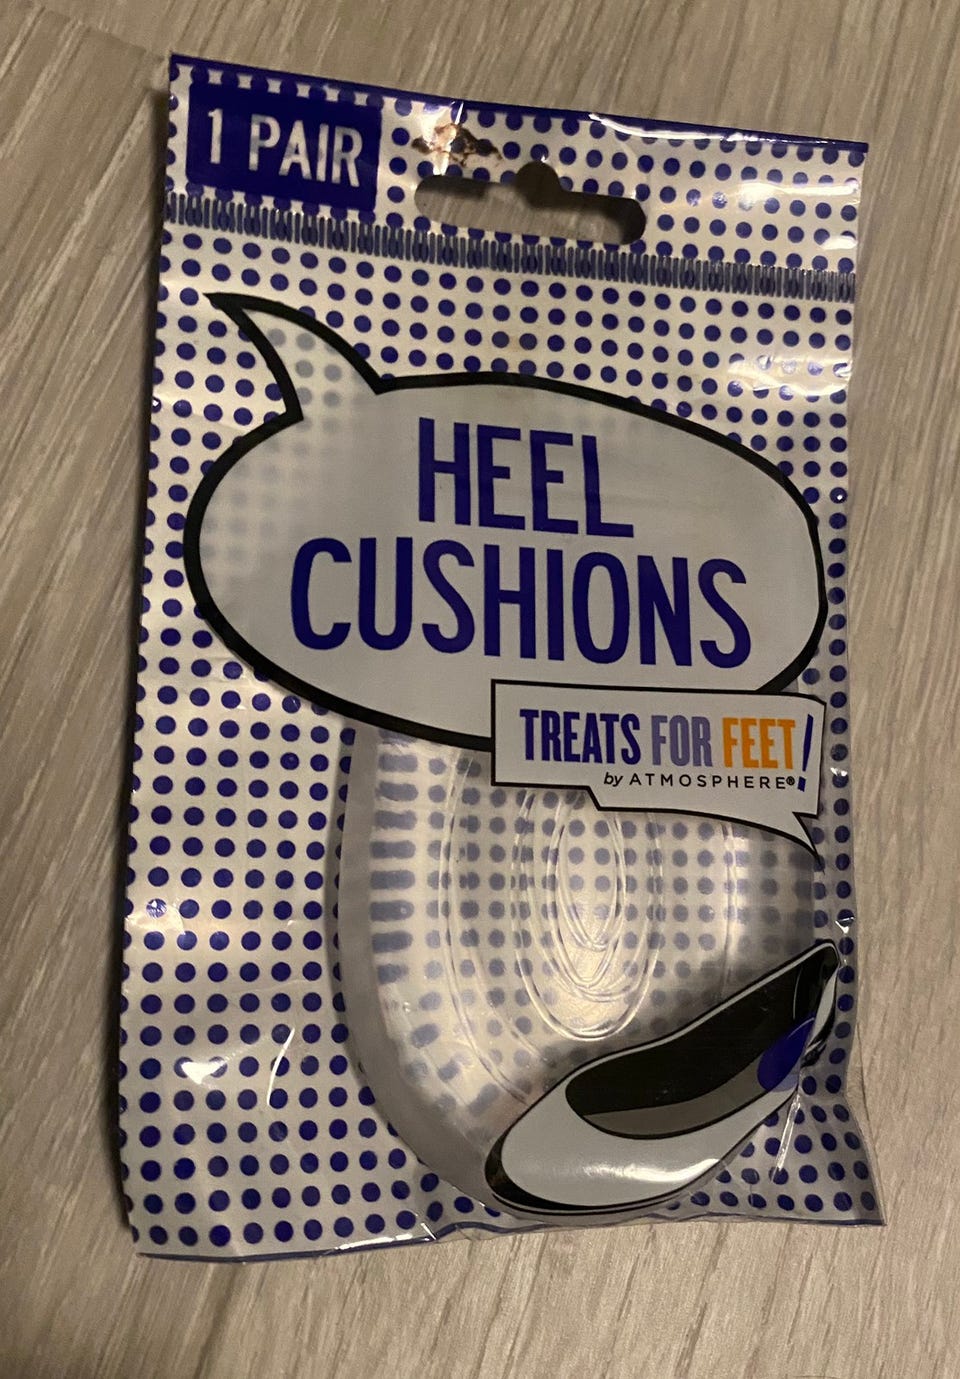 1 PAIR
HEEL
CUSHIONS
TREATS FOR FEET!
by ATMOSPHERE®